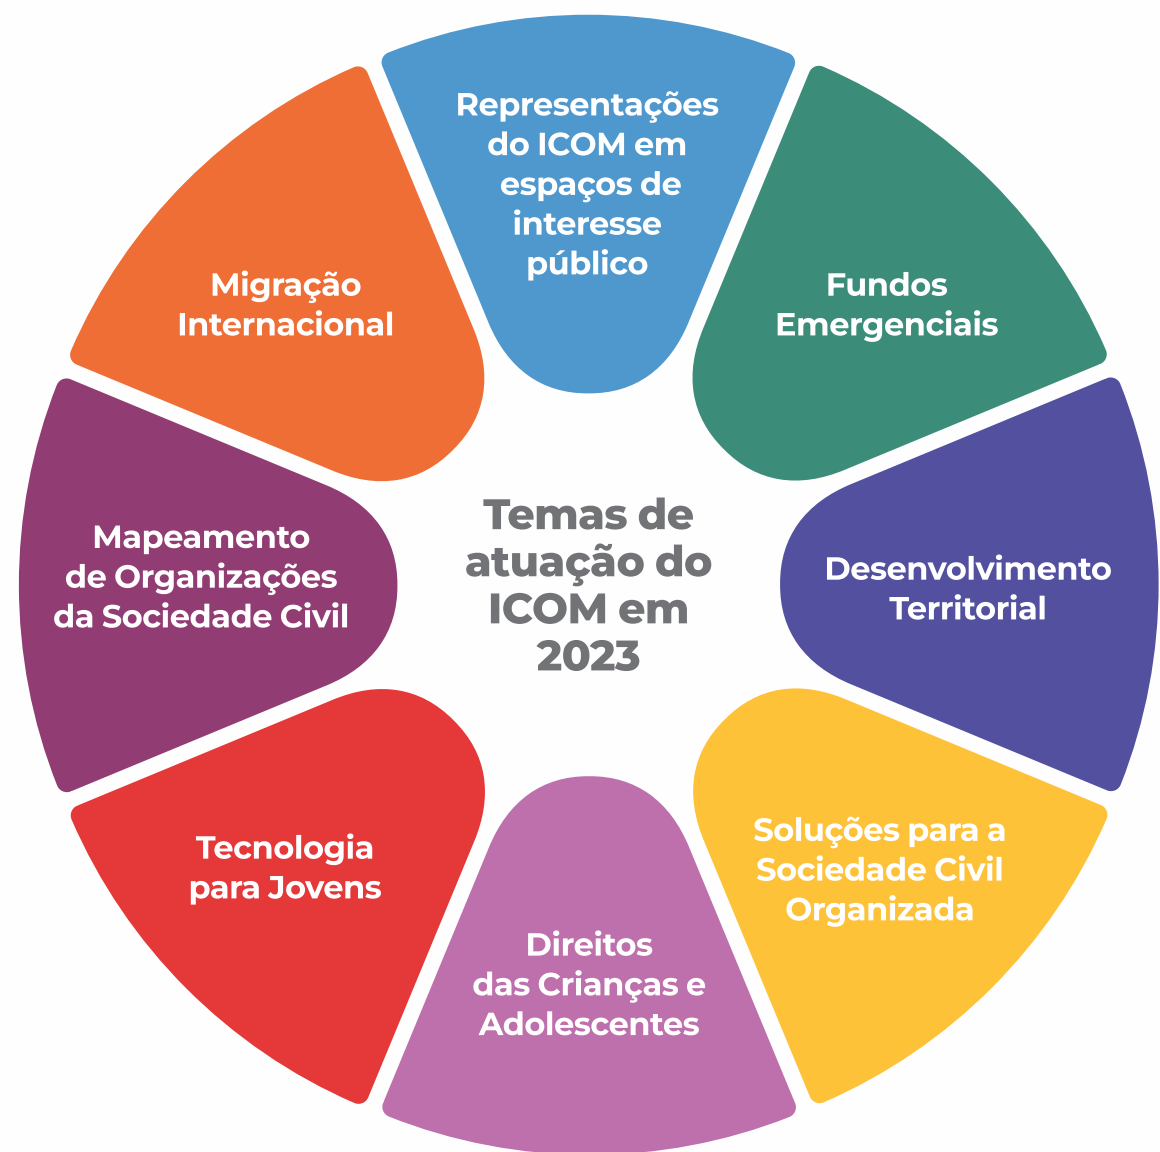 Representações
do ICOM em
espaços de
interesse
público
Fundos
Emergenciais
Desenvolvimento
Territorial
Soluções para a
Sociedade Civil
Organizada
Direitos
das Crianças e
Adolescentes
Tecnologia
para Jovens
Mapeamento
de Organizações
da Sociedade Civil
Migração
Internacional
Temas de
atuação do
ICOM em
2023